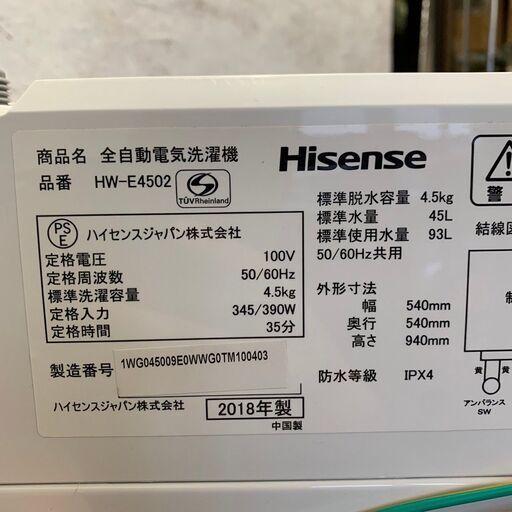 商品名 全自動電気洗濯機
品番 HW-E4502
TÜVRheinland
PS
E
ハイセンスジャパン株式会社
定格電圧 100V
定格周波数 50/60Hz
標準洗濯容量 4.5kg
定格入力 345/390W
定格時間 35分
製造番号 1WG045009E0WWG0TM100403
ハイセンスジャパン株式会社
2018年製
中国製
Hisense
標準脱水容量 4.5kg
標準水量 45L
標準使用水量 93L
50/60Hz共用
外形寸法
幅 540mm
奥行 540mm
高さ 940mm
防水等級 IPX4
警
結線図
制
黄 黄
アンバランス
SW